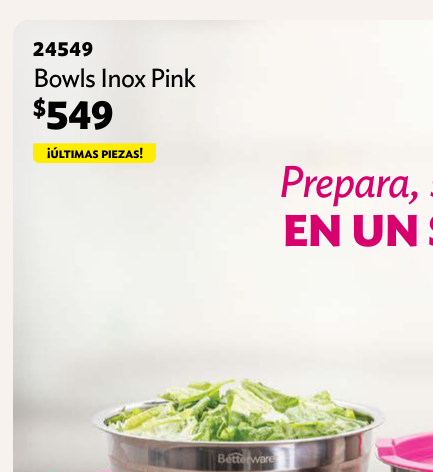 24549
Bowls Inox Pink
$549
¡ÚLTIMAS PIEZAS!
Prepara,
EN UN
Betterware